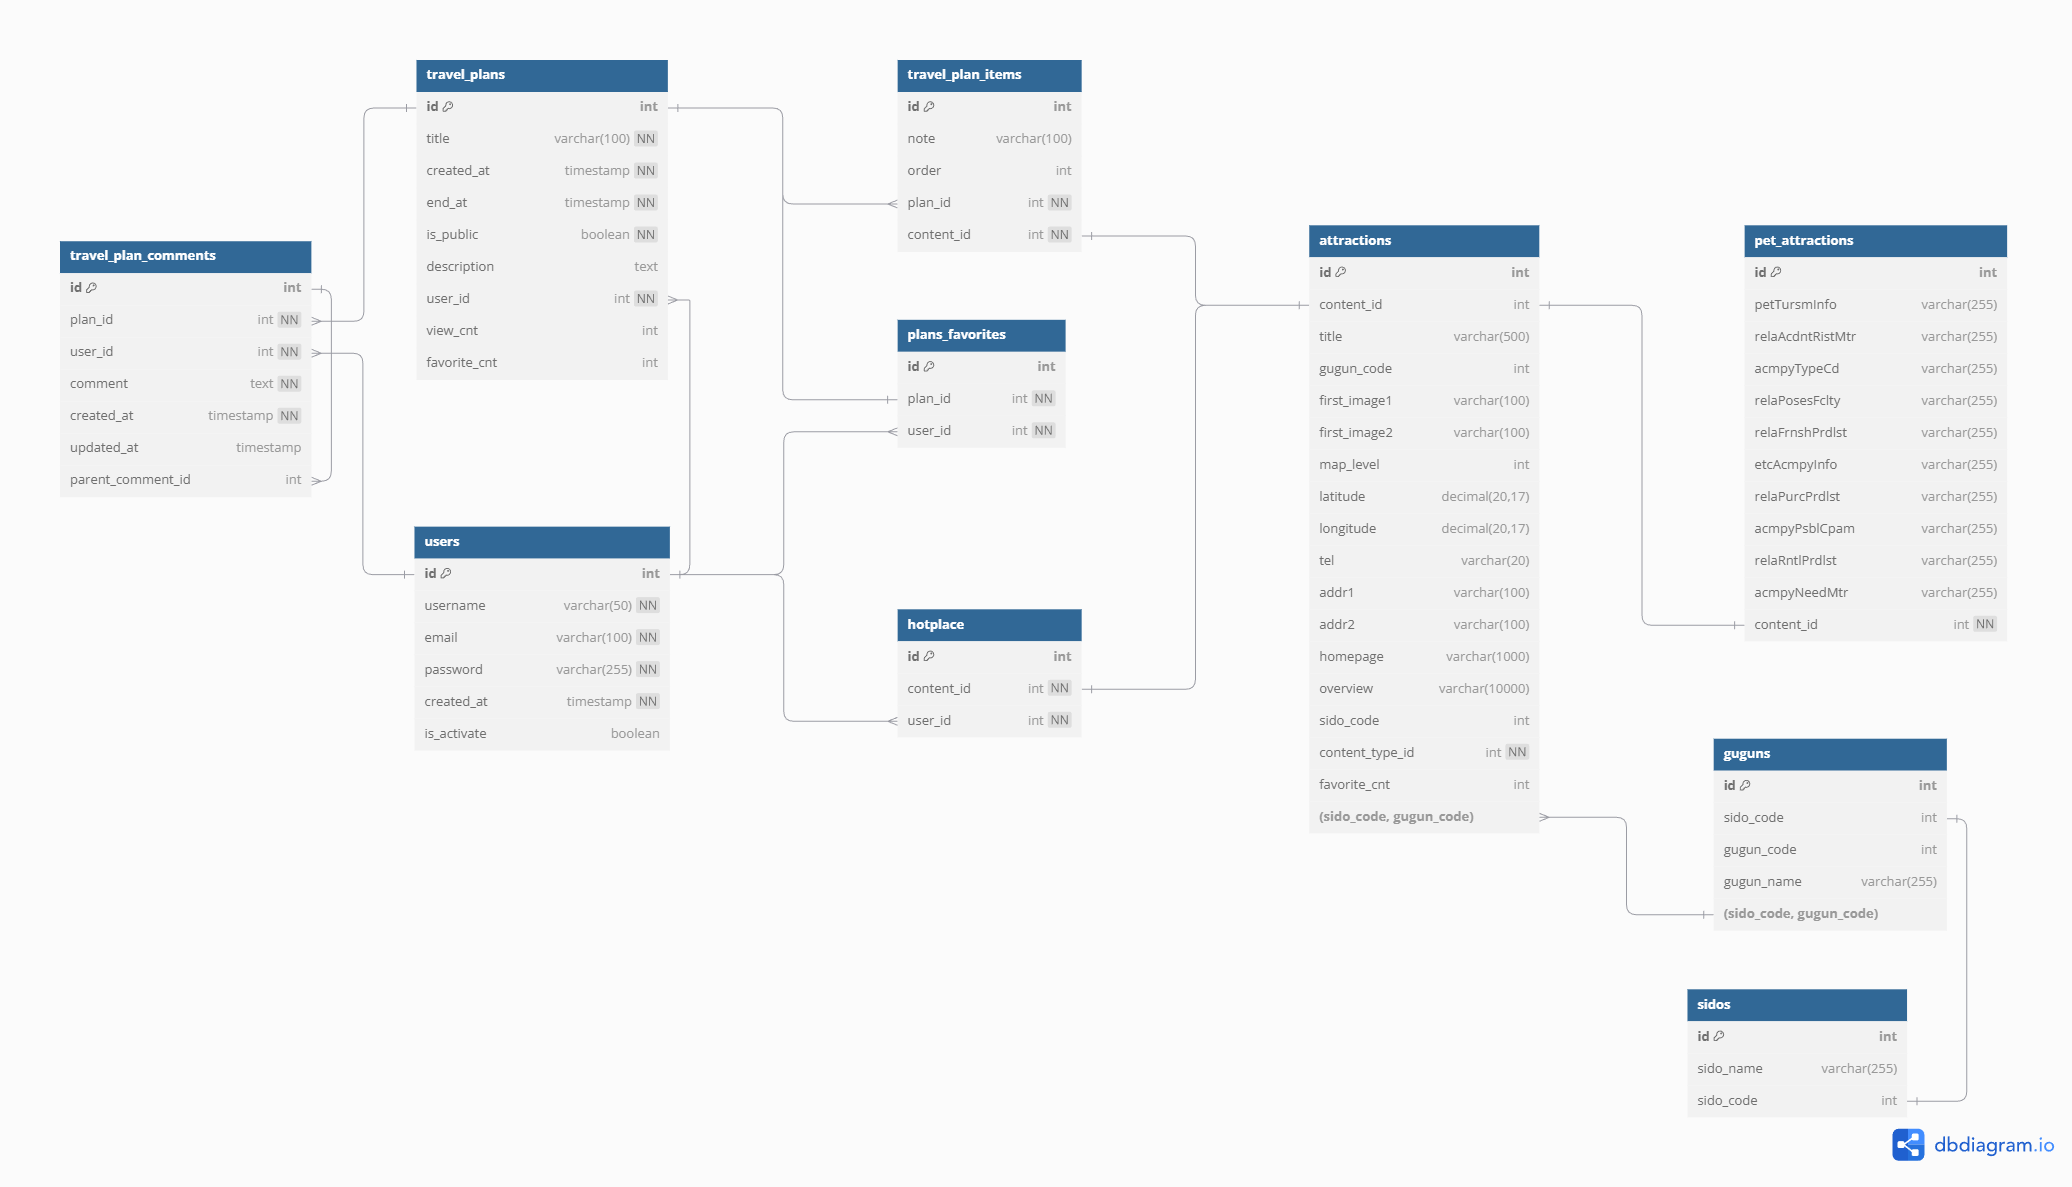 travel_plans
id int
title varchar(100) NN
created_at timestamp NN
end_at timestamp NN
is_public boolean NN
description text
user_id int NN
view_cnt int
favorite_cnt int
travel_plan_items
id int
note varchar(100)
order int
plan_id int NN
content_id int NN
travel_plan_comments
id int
plan_id int NN
user_id int NN
comment text NN
created_at timestamp NN
updated_at timestamp
parent_comment_id int
plans_favorites
id int
plan_id int NN
user_id int NN
users
id int
username varchar(50) NN
email varchar(100) NN
password varchar(255) NN
created_at timestamp NN
is_activate boolean
hotplace
id int
content_id int NN
user_id int NN
attractions
id int
content_id int
title varchar(500)
gugun_code int
first_image1 varchar(100)
first_image2 varchar(100)
map_level int
latitude decimal(20,17)
longitude decimal(20,17)
tel varchar(20)
addr1 varchar(100)
addr2 varchar(100)
homepage varchar(1000)
overview varchar(10000)
sido_code int
content_type_id int NN
favorite_cnt int
(sido_code, gugun_code)
pet_attractions
id int
petTursmInfo varchar(255)
relaAcdntRistMtr varchar(255)
acmpyTypeCd varchar(255)
relaPosesFclty varchar(255)
relaFrnshPrdlst varchar(255)
etcAcmpyInfo varchar(255)
relaPurcPrdlst varchar(255)
acmpyPsblCpam varchar(255)
relaRntlPrdlst varchar(255)
acmpyNeedMtr varchar(255)
content_id int NN
guguns
id int
sido_code int
gugun_code int
gugun_name varchar(255)
(sido_code, gugun_code)
sidos
id int
sido_name varchar(255)
sido_code int
dbdiagram.io